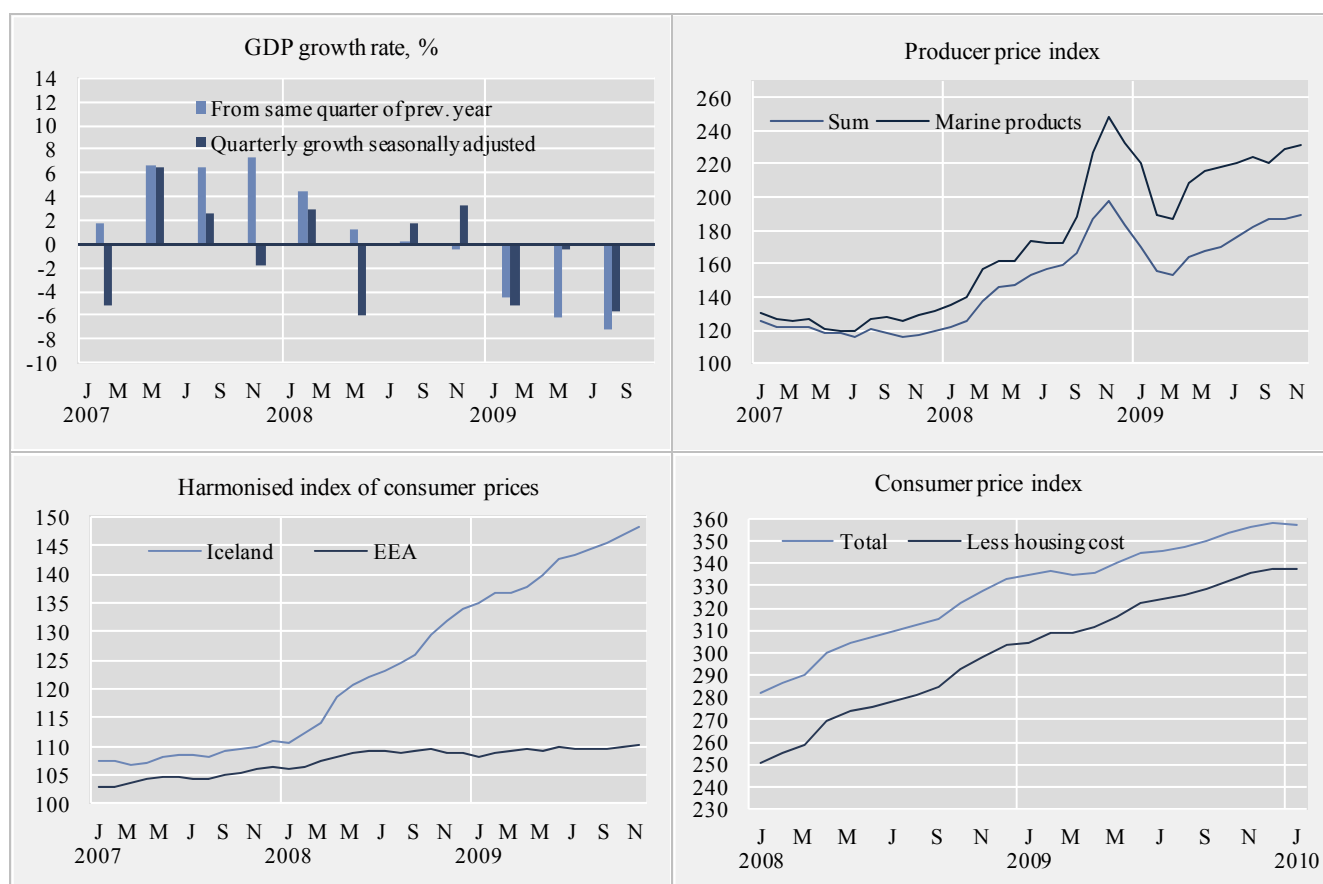 GDP growth rate, %
14
12
10
8
6
4
2
0
-2
-4
-6
-8
-10
From same quarter of prev. year
Quarterly growth seasonally adjusted
J M M J S N J M M J S N J M M J S
2007 2008 2009
Producer price index
260
240
220
200
180
160
140
120
100
Sum Marine products
J M M J S N J M M J S N J M M J S N
2007 2008 2009
Harmonised index of consumer prices
150
145
140
135
130
125
120
115
110
105
100
Iceland EEA
J M M J S N J M M J S N J M M J S N
2007 2008 2009
Consumer price index
360
350
340
330
320
310
300
290
280
270
260
250
240
230
Total Less housing cost
J M M J S N J M M J S N J
2008 2009 2010